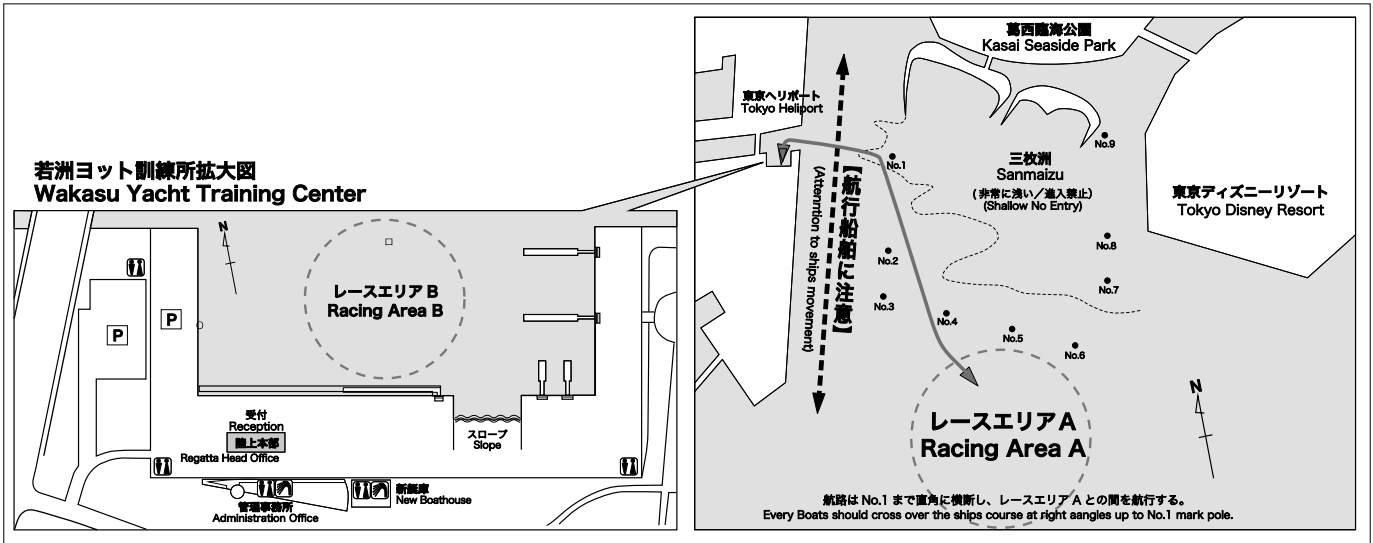 若洲ヨット訓練所拡大図
Wakasu Yacht Training Center
N
P
P
レースエリア B
Racing Area B
受付
Reception
陸上本部
Regatta Head Office
スロープ
Slope
管理事務所
Administration Office
新艇庫
New Boathouse
葛西臨海公園
Kasai Seaside Park
東京ヘリポート
Tokyo Heliport
No.1
No.9
三枚洲
Sanmaizu
(非常に浅い／進入禁止)
(Shallow No Entry)
東京ディズニーリゾート
Tokyo Disney Resort
【航行船舶に注意】
(Attenntion to ships movement)
No.2
No.8
No.3
No.7
No.4
No.5
No.6
N
レースエリア A
Racing Area A
航路は No.1 まで直角に横断し、レースエリア A との間を航行する。
Every Boats should cross over the ships course at right aangles up to No.1 mark pole.